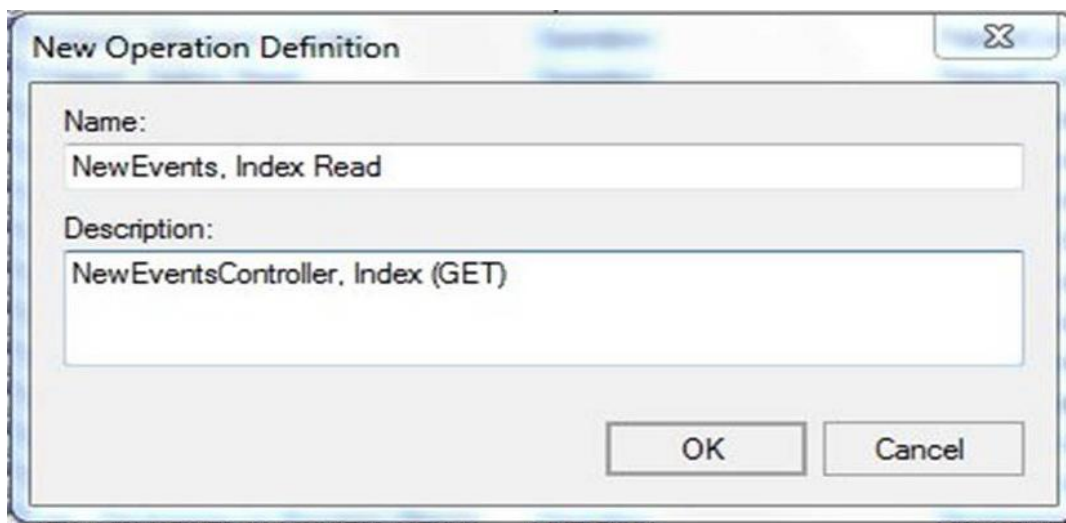 New Operation Definition
Name:
NewEvents, Index Read
Description:
NewEventsController, Index (GET)
OK
Cancel